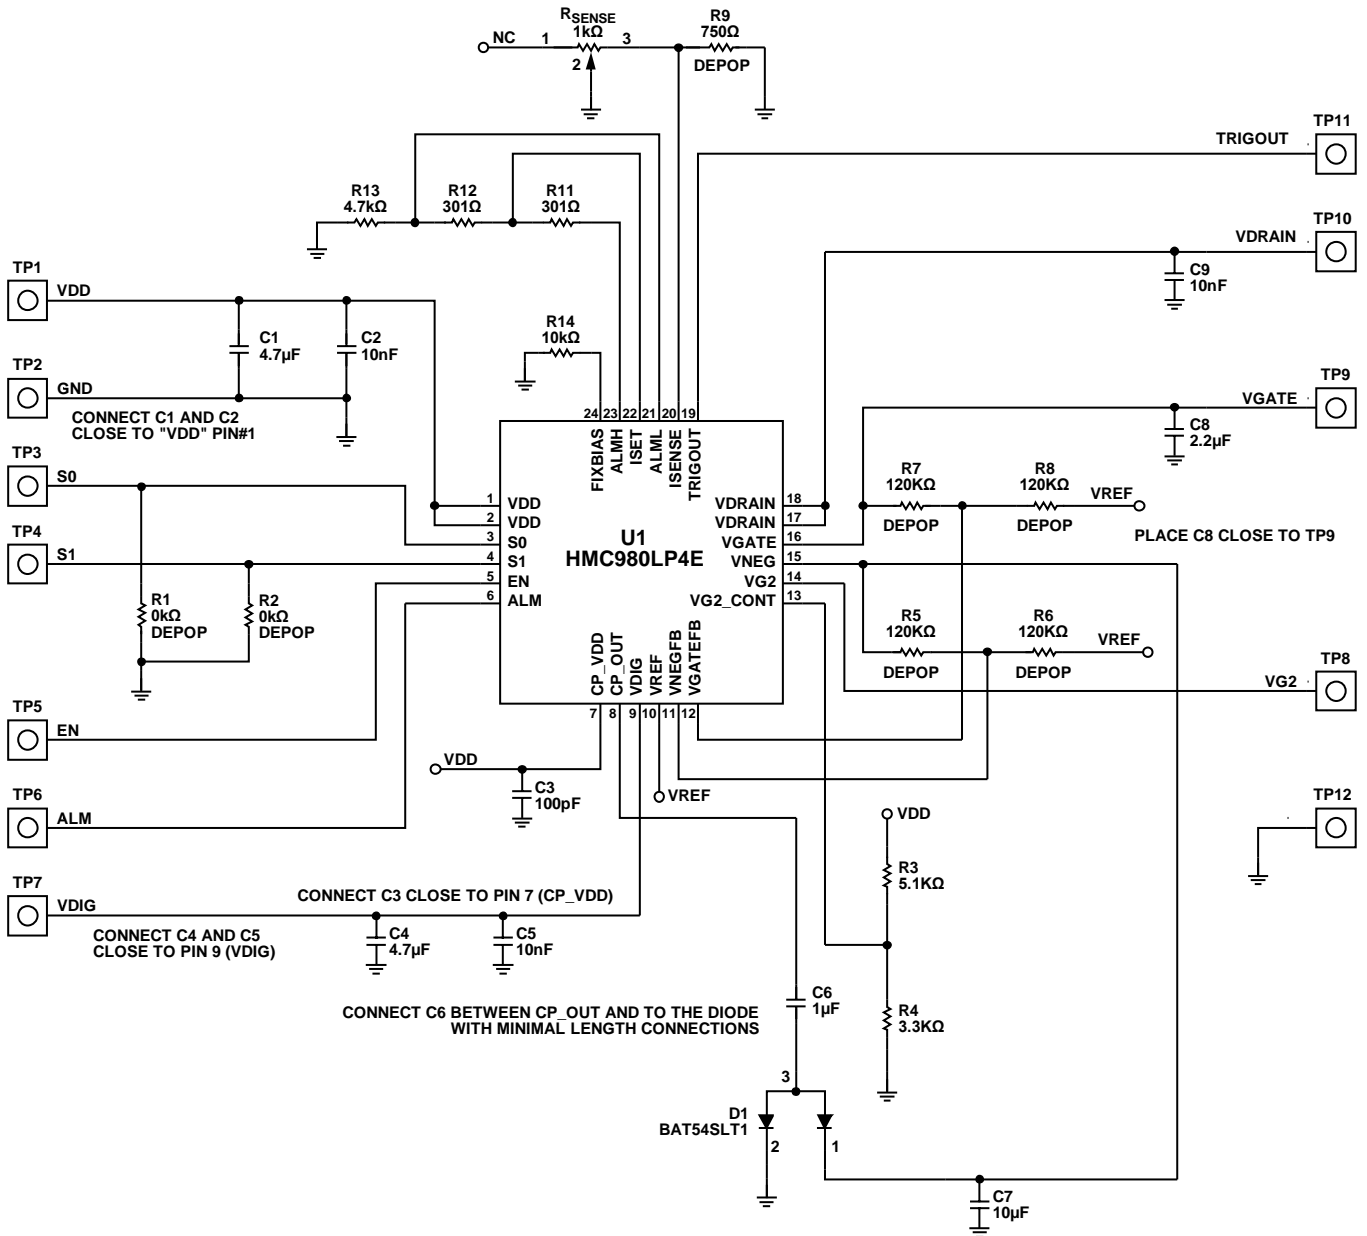 R_SENSE
1kΩ
NC
1
3
2
R9
750Ω
DEPOP
TP11
TRIGOUT
R13
4.7kΩ
R12
301Ω
R11
301Ω
TP10
VDRAIN
C9
10nF
TP1
VDD
C1
4.7µF
C2
10nF
R14
10kΩ
TP2
GND
CONNECT C1 AND C2
CLOSE TO "VDD" PIN#1
TP9
VGATE
C8
2.2µF
24 23 22 21 20 19
FIXBIAS
ALMH
ISET
ALML
ISENSE
TRIGOUT
TP3
S0
TP4
S1
1 VDD
2 VDD
3 S0
4 S1
5 EN
6 ALM
U1
HMC980LP4E
VDRAIN 18
VDRAIN 17
VGATE 16
VNEG 15
VG2 14
VG2_CONT 13
R7
120KΩ
DEPOP
R8
120KΩ
DEPOP
VREF
PLACE C8 CLOSE TO TP9
R1
0kΩ
DEPOP
R2
0kΩ
DEPOP
R5
120KΩ
DEPOP
R6
120KΩ
DEPOP
VREF
CP_VDD
CP_OUT
VDIG
VREF
VNEGFB
VGATEFB
7 8 9 10 11 12
TP8
VG2
TP5
EN
VDD
C3
100pF
VREF
TP6
ALM
VDD
TP12
R3
5.1KΩ
TP7
VDIG
CONNECT C3 CLOSE TO PIN 7 (CP_VDD)
CONNECT C4 AND C5
CLOSE TO PIN 9 (VDIG)
C4
4.7µF
C5
10nF
C6
1µF
CONNECT C6 BETWEEN CP_OUT AND TO THE DIODE
WITH MINIMAL LENGTH CONNECTIONS
R4
3.3KΩ
3
D1
BAT54SLT1
2
1
C7
10µF